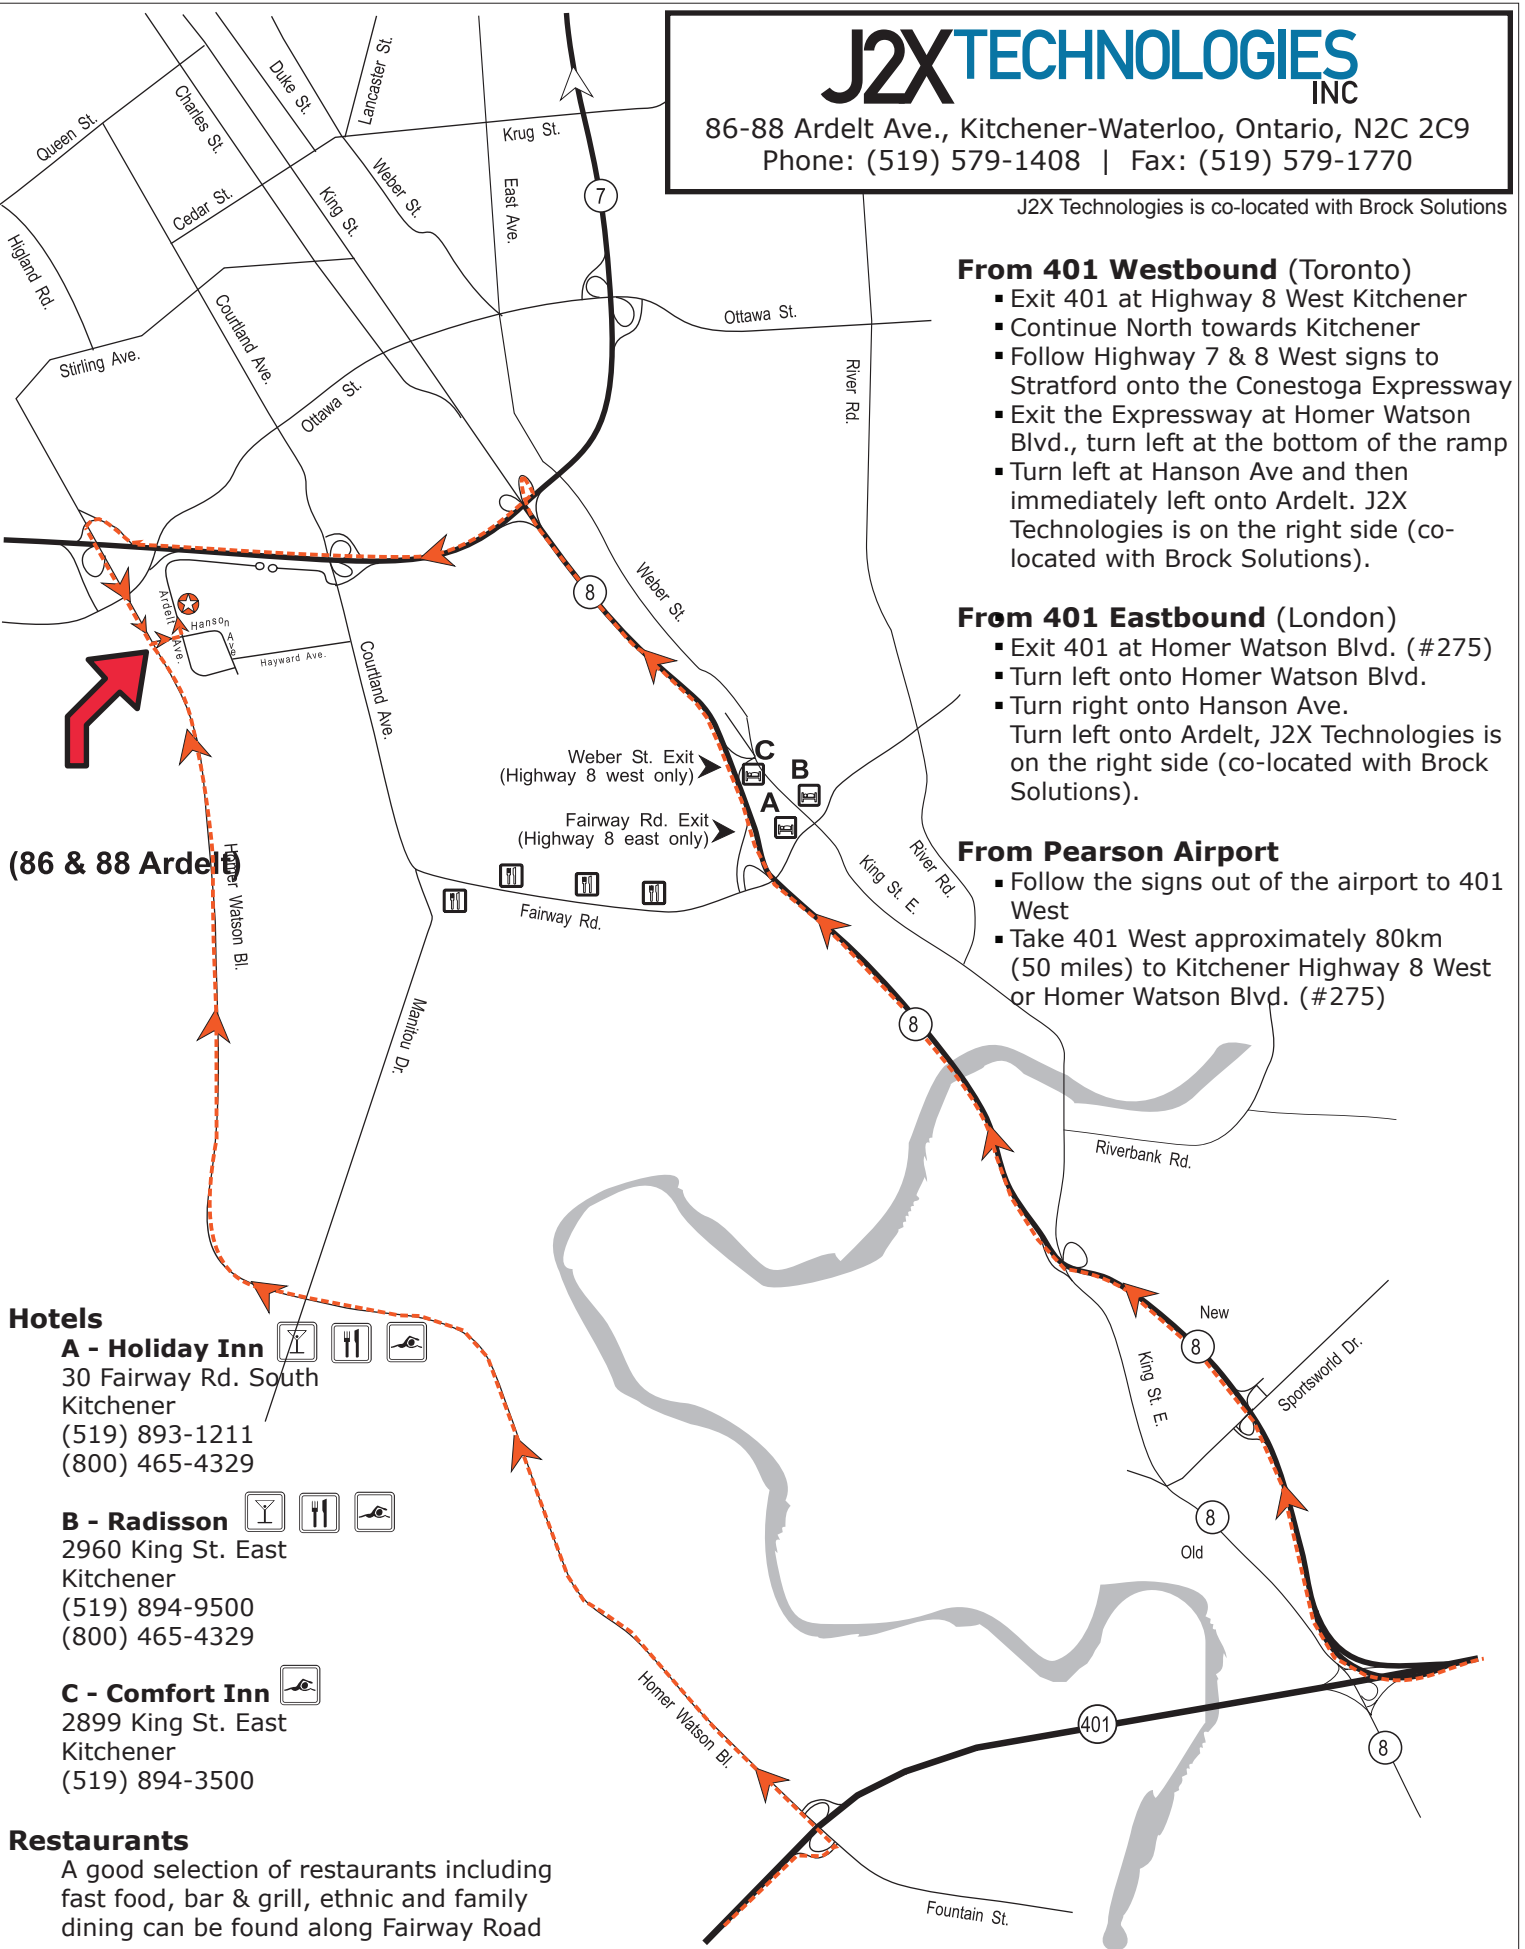 J2X TECHNOLOGIES
INC
86-88 Ardelt Ave., Kitchener-Waterloo, Ontario, N2C 2C9
Phone: (519) 579-1408 | Fax: (519) 579-1770
J2X Technologies is co-located with Brock Solutions
From 401 Westbound (Toronto)
▪ Exit 401 at Highway 8 West Kitchener
▪ Continue North towards Kitchener
▪ Follow Highway 7 & 8 West signs to
Stratford onto the Conestoga Expressway
▪ Exit the Expressway at Homer Watson
Blvd., turn left at the bottom of the ramp
▪ Turn left at Hanson Ave and then
immediately left onto Ardelt. J2X
Technologies is on the right side (co-
located with Brock Solutions).
From 401 Eastbound (London)
▪ Exit 401 at Homer Watson Blvd. (#275)
▪ Turn left onto Homer Watson Blvd.
▪ Turn right onto Hanson Ave.
Turn left onto Ardelt, J2X Technologies is
on the right side (co-located with Brock
Solutions).
From Pearson Airport
▪ Follow the signs out of the airport to 401
West
▪ Take 401 West approximately 80km
(50 miles) to Kitchener Highway 8 West
or Homer Watson Blvd. (#275)
Queen St.
Charles St.
Duke St.
Lancaster St.
Krug St.
Cedar St.
King St.
Weber St.
East Ave.
7
Higland Rd.
Stirling Ave.
Courtland Ave.
Ottawa St.
Ottawa St.
River Rd.
8
Weber St.
Ardelt Ave.
Hanson Ave
Hayward Ave.
Courtland Ave.
Weber St. Exit
(Highway 8 west only)
Fairway Rd. Exit
(Highway 8 east only)
C
B
A
(86 & 88 Ardelt)
Homer Watson Bl.
Fairway Rd.
King St. E.
River Rd.
Manitou Dr.
8
Riverbank Rd.
New
8
Sportsworld Dr.
King St. E.
8
Old
401
8
Homer Watson Bl.
Fountain St.
Hotels
A - Holiday Inn
30 Fairway Rd. South
Kitchener
(519) 893-1211
(800) 465-4329
B - Radisson
2960 King St. East
Kitchener
(519) 894-9500
(800) 465-4329
C - Comfort Inn
2899 King St. East
Kitchener
(519) 894-3500
Restaurants
A good selection of restaurants including
fast food, bar & grill, ethnic and family
dining can be found along Fairway Road